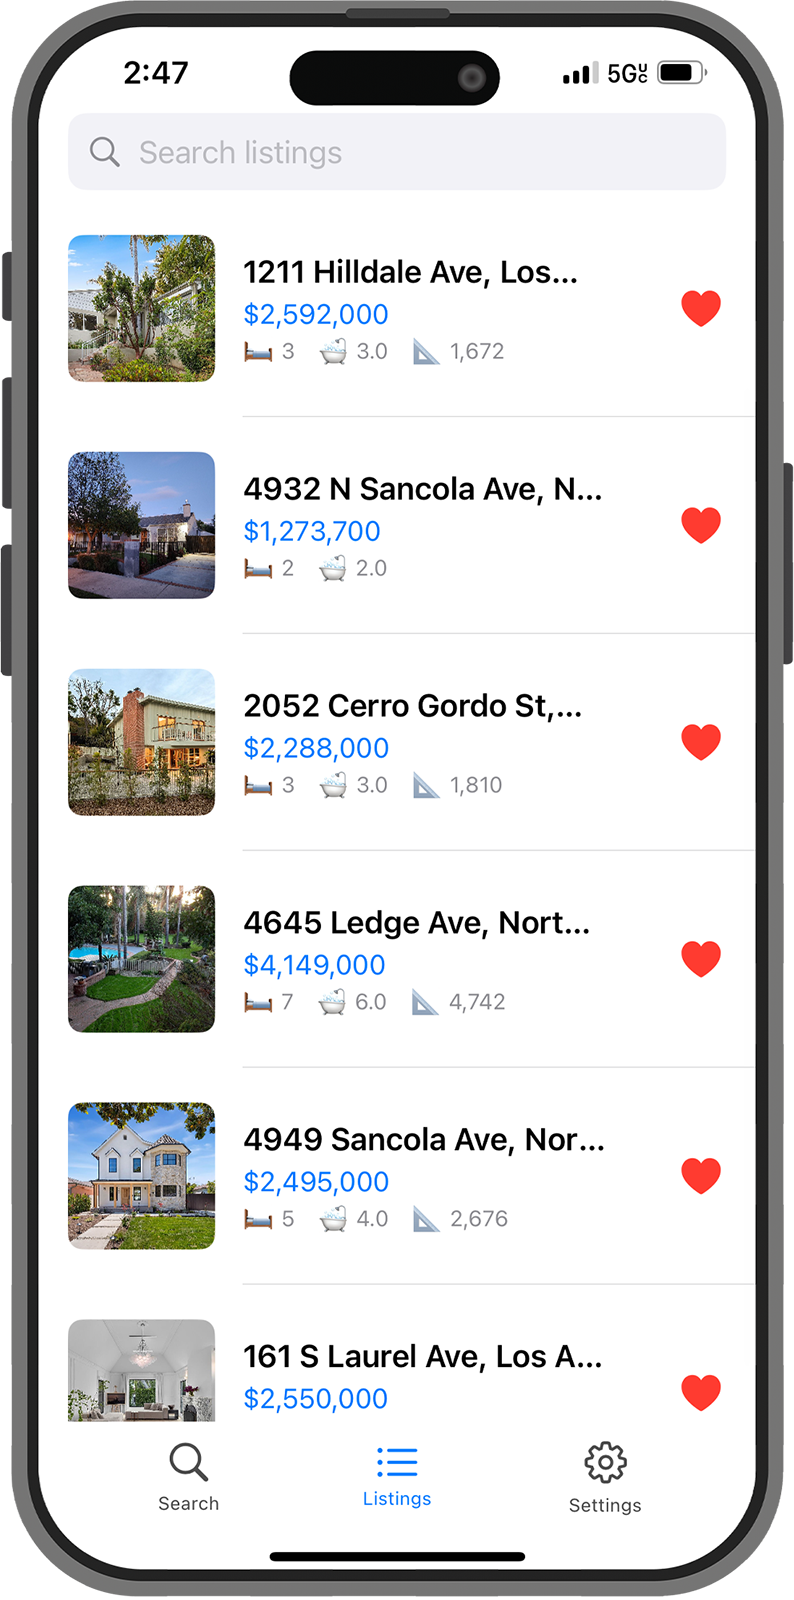 2:47 5GUC
Search listings
1211 Hilldale Ave, Los...
$2,592,000
3 3.0 1,672
4932 N Sancola Ave, N...
$1,273,700
2 2.0
2052 Cerro Gordo St,...
$2,288,000
3 3.0 1,810
4645 Ledge Ave, Nort...
$4,149,000
7 6.0 4,742
4949 Sancola Ave, Nor...
$2,495,000
5 4.0 2,676
161 S Laurel Ave, Los A...
$2,550,000
Search Listings Settings